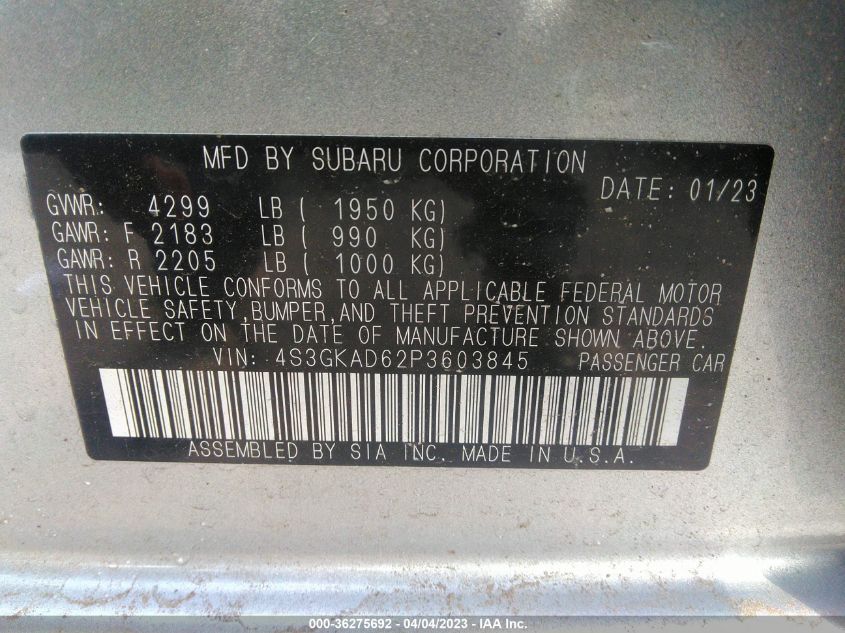 MFD BY SUBARU CORPORATION
DATE: 01/23
GVWR: 4299 LB ( 1950 KG)
GAWR: F 2183 LB ( 990 KG)
GAWR: R 2205 LB ( 1000 KG)
THIS VEHICLE CONFORMS TO ALL APPLICABLE FEDERAL MOTOR
VEHICLE SAFETY, BUMPER, AND THEFT PREVENTION STANDARDS
IN EFFECT ON THE DATE OF MANUFACTURE SHOWN ABOVE.
VIN: 4S3GKAD62P3603845 PASSENGER CAR
ASSEMBLED BY SIA INC. MADE IN U.S.A.
000-36275692 - 04/04/2023 - IAA Inc.